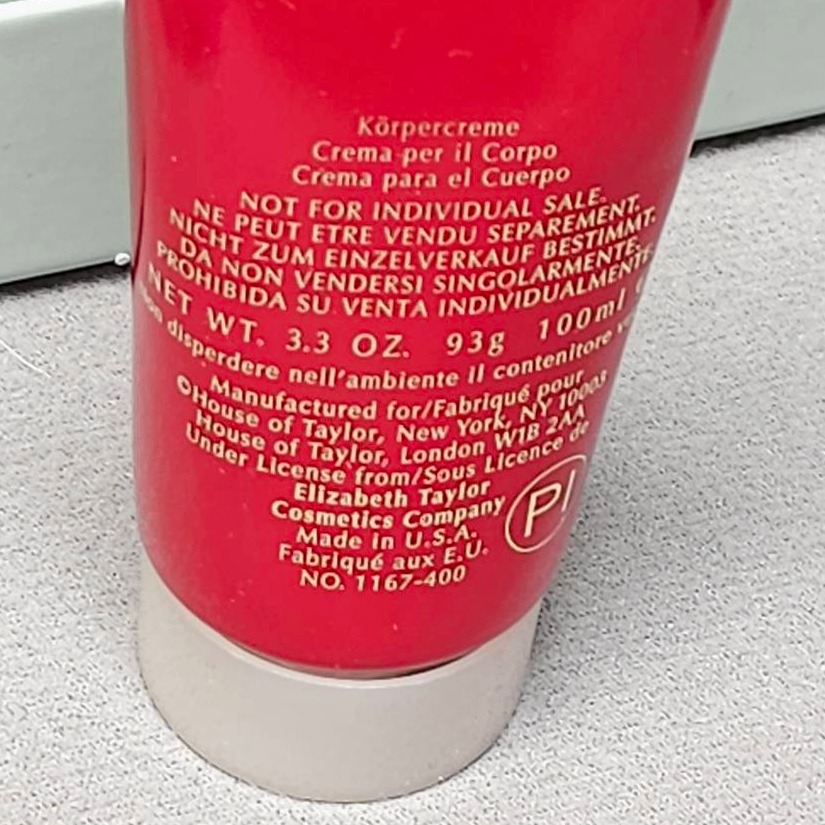 Körpercreme
Crema per il Corpo
Crema para el Cuerpo
NOT FOR INDIVIDUAL SALE.
NE PEUT ETRE VENDU SEPAREMENT.
NICHT ZUM EINZELVERKAUF BESTIMMT.
DA NON VENDERSI SINGOLARMENTE.
PROHIBIDA SU VENTA INDIVIDUALMENTE.
NET WT. 3.3 OZ. 93g 100ml
disperdere nell'ambiente il contenitore
Manufactured for/Fabriqué pour
©House of Taylor, New York, NY 10003
House of Taylor, London W1B 2AA
Under License from/Sous Licence de
Elizabeth Taylor
Cosmetics Company
Made in U.S.A.
Fabriqué aux E.U.
NO. 1167-400
PI